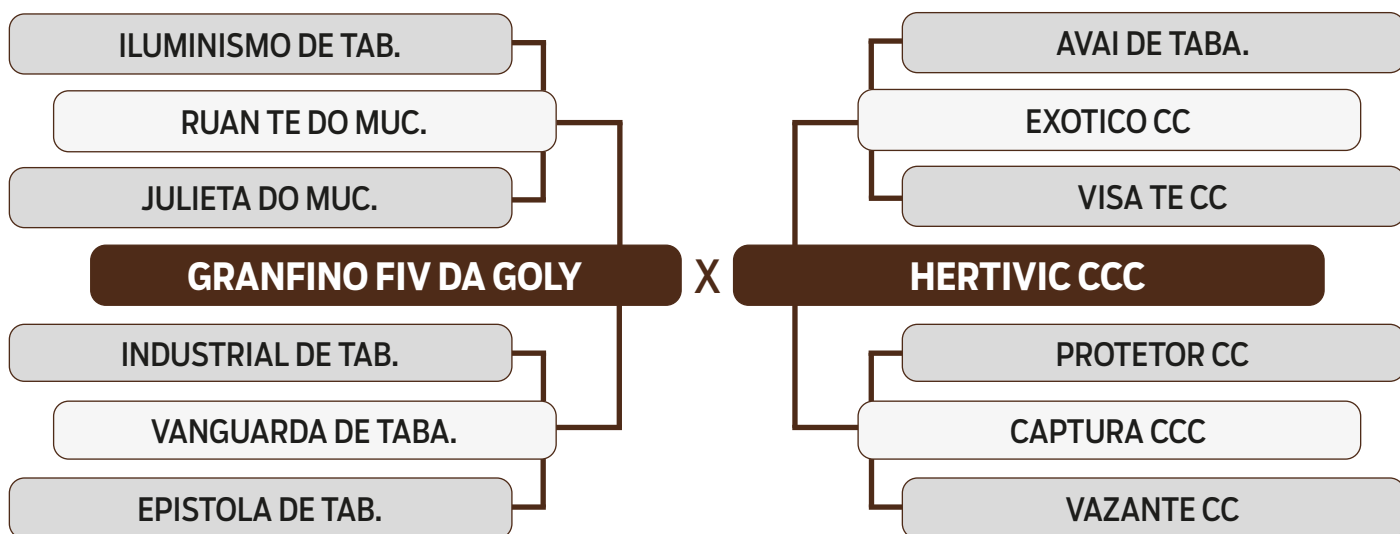 ILUMINISMO DE TAB.
RUAN TE DO MUC.
JULIETA DO MUC.
GRANFINO FIV DA GOLY
INDUSTRIAL DE TAB.
VANGUARDA DE TABA.
EPISTOLA DE TAB.
X
AVAI DE TABA.
EXOTICO CC
VISA TE CC
HERTIVIC CCC
PROTETOR CC
CAPTURA CCC
VAZANTE CC